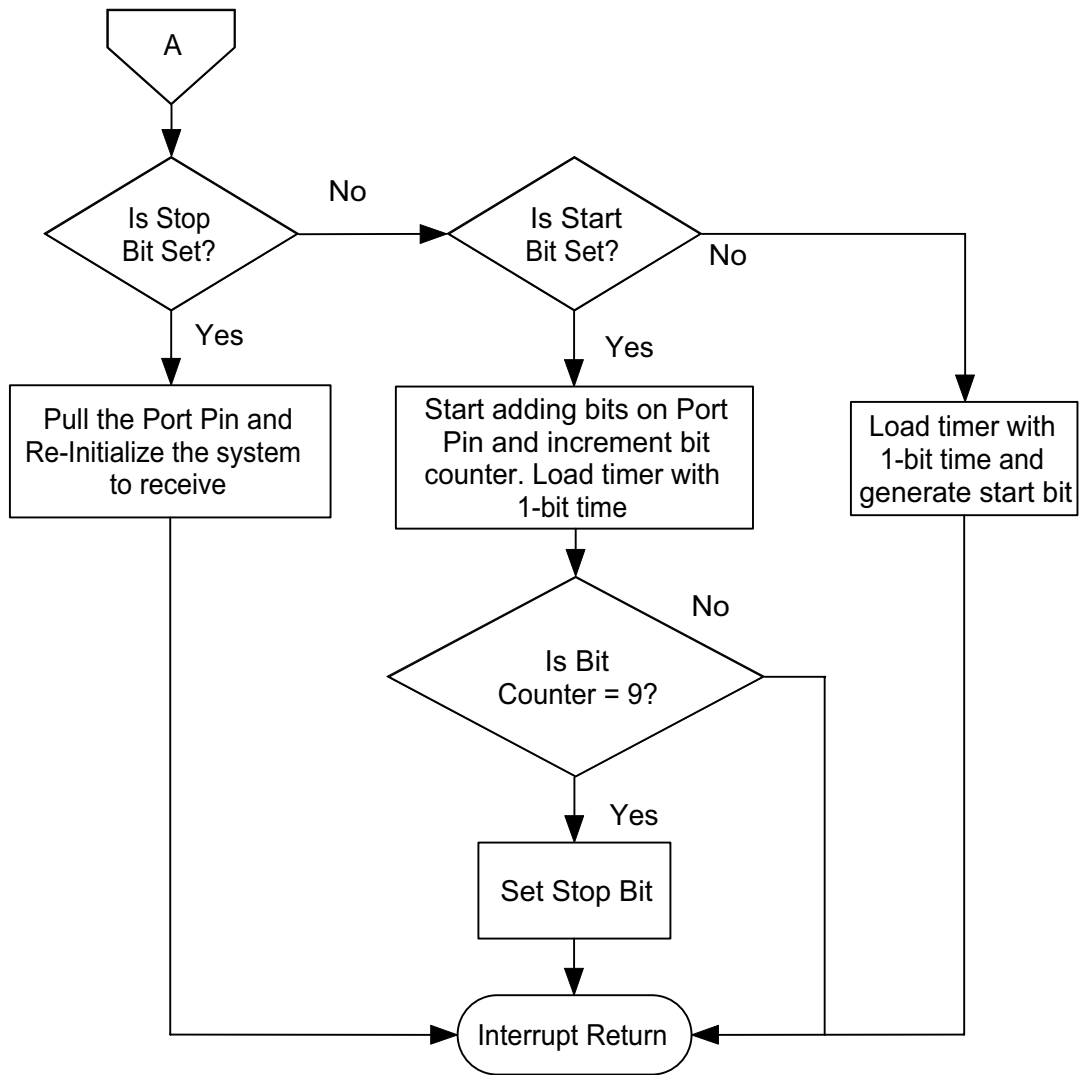 A
Is Stop
Bit Set?
No
Is Start
Bit Set?
No
Yes
Yes
Pull the Port Pin and
Re-Initialize the system
to receive
Start adding bits on Port
Pin and increment bit
counter. Load timer with
1-bit time
Load timer with
1-bit time and
generate start bit
No
Is Bit
Counter = 9?
Yes
Set Stop Bit
Interrupt Return